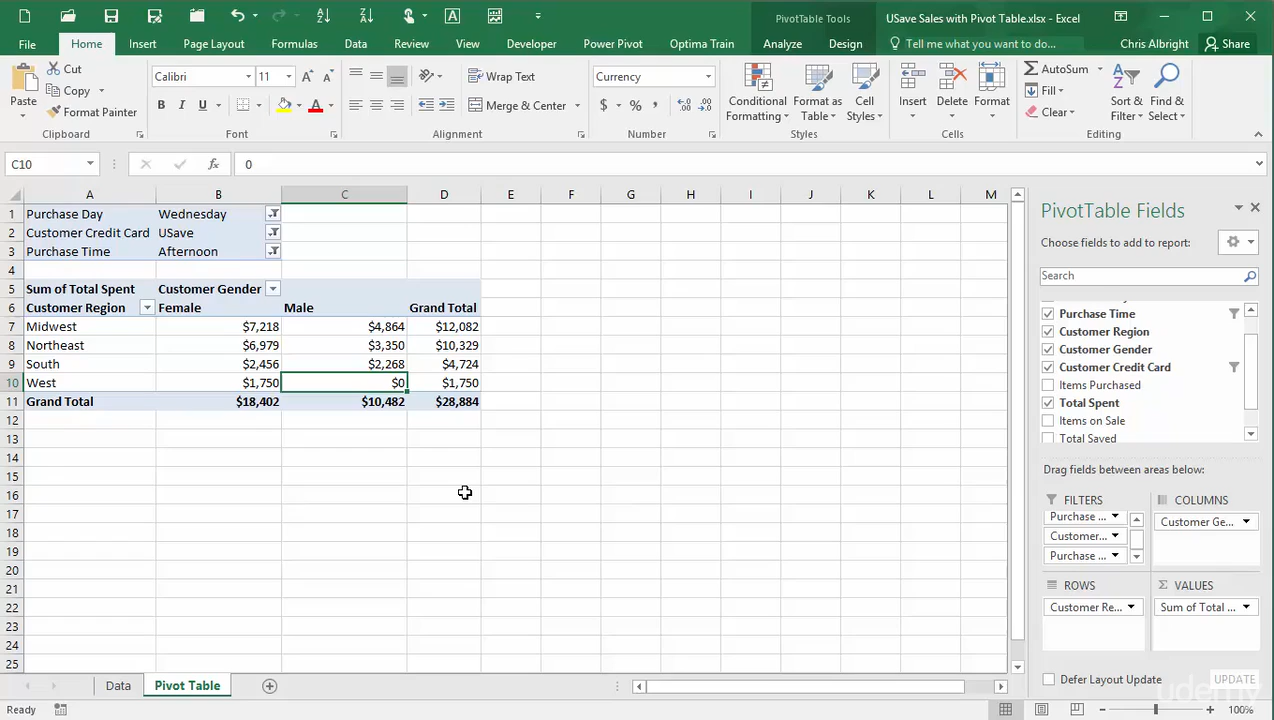 PivotTable Tools
USave Sales with Pivot Table.xlsx - Excel
File Home Insert Page Layout Formulas Data Review View Developer Power Pivot Optima Train Analyze Design Tell me what you want to do... Chris Albright Share
Paste
Cut
Copy
Format Painter
Calibri 11
B I U
Wrap Text
Merge & Center
Currency
$ % ,
Conditional Formatting
Format as Table
Cell Styles
Insert
Delete
Format
AutoSum
Fill
Clear
Sort & Filter
Find & Select
Clipboard Font Alignment Number Styles Cells Editing
C10 fx 0
A B C D E F G H I J K L M
1 Purchase Day Wednesday
2 Customer Credit Card USave
3 Purchase Time Afternoon
4
5 Sum of Total Spent Customer Gender
6 Customer Region Female Male Grand Total
7 Midwest $7,218 $4,864 $12,082
8 Northeast $6,979 $3,350 $10,329
9 South $2,456 $2,268 $4,724
10 West $1,750 $0 $1,750
11 Grand Total $18,402 $10,482 $28,884
12
13
14
15
16
17
18
19
20
21
22
23
24
25
PivotTable Fields
Choose fields to add to report:
Search
Purchase Time
Customer Region
Customer Gender
Customer Credit Card
Items Purchased
Total Spent
Items on Sale
Total Saved
Drag fields between areas below:
FILTERS
Purchase ...
Customer...
Purchase ...
COLUMNS
Customer Ge...
ROWS
Customer Re...
Σ VALUES
Sum of Total ...
Defer Layout Update UPDATE
Data Pivot Table
Ready
100%
udemy